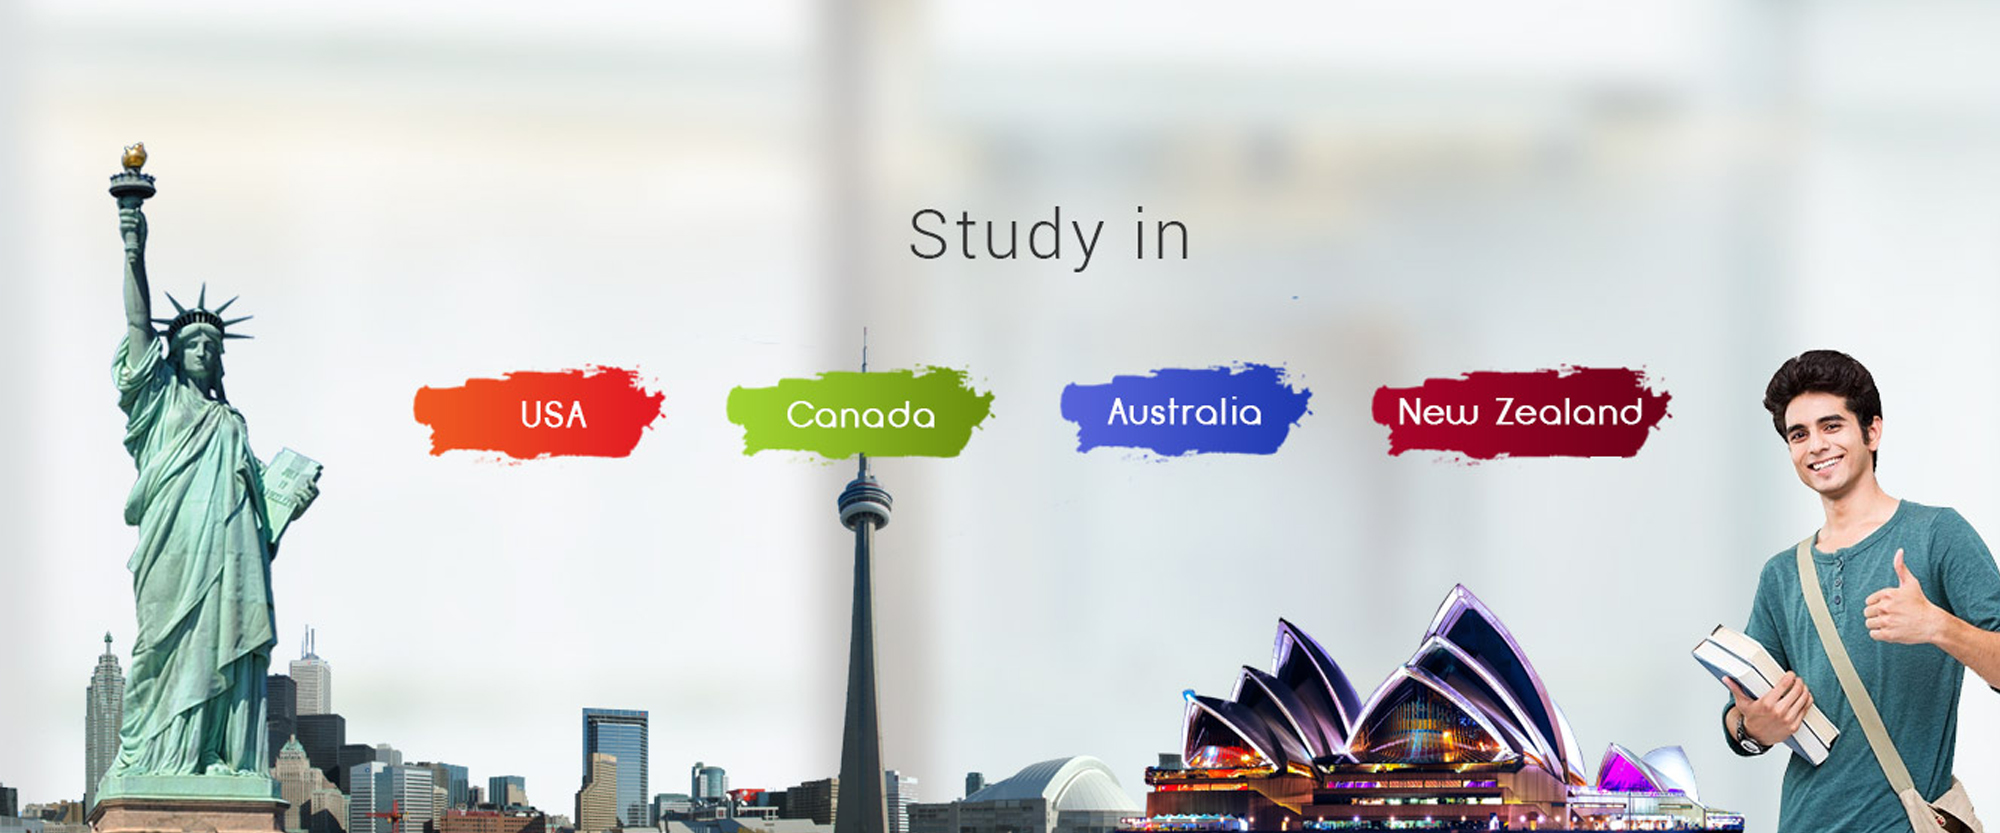 Study in
USA
Canada
Australia
New Zealand